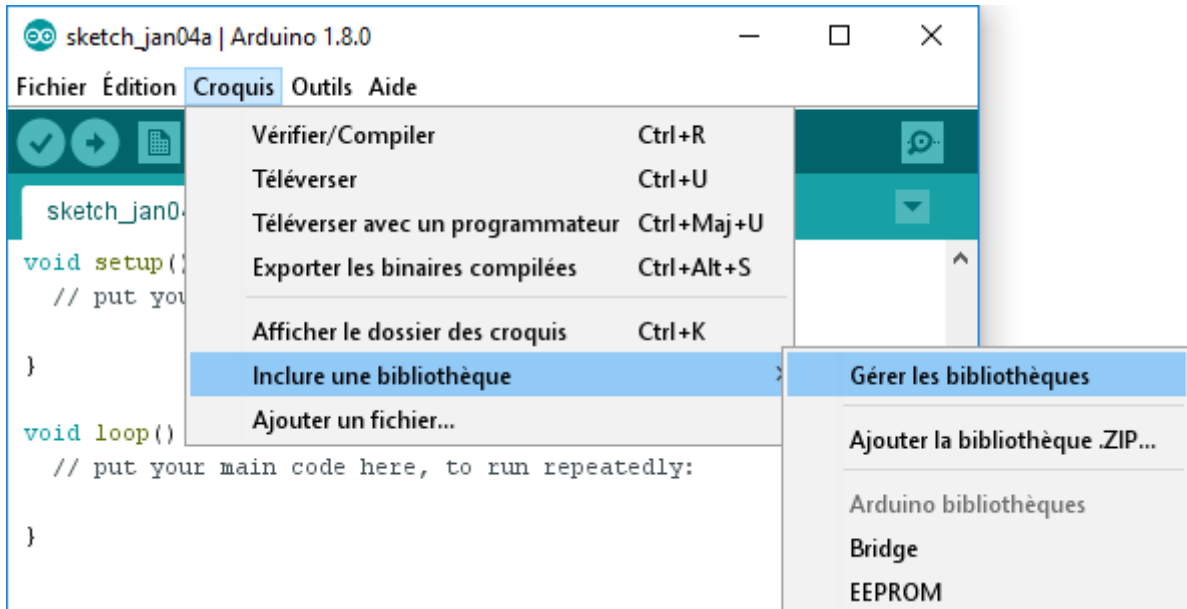 sketch_jan04a | Arduino 1.8.0
Fichier Édition Croquis Outils Aide
Vérifier/Compiler Ctrl+R
Téléverser Ctrl+U
sketch_jan04
Téléverser avec un programmateur Ctrl+Maj+U
void setup()
Exporter les binaires compilées Ctrl+Alt+S
// put you
Afficher le dossier des croquis Ctrl+K
}
Inclure une bibliothèque
Gérer les bibliothèques
Ajouter un fichier...
void loop()
Ajouter la bibliothèque .ZIP...
// put your main code here, to run repeatedly:
Arduino bibliothèques
}
Bridge
EEPROM